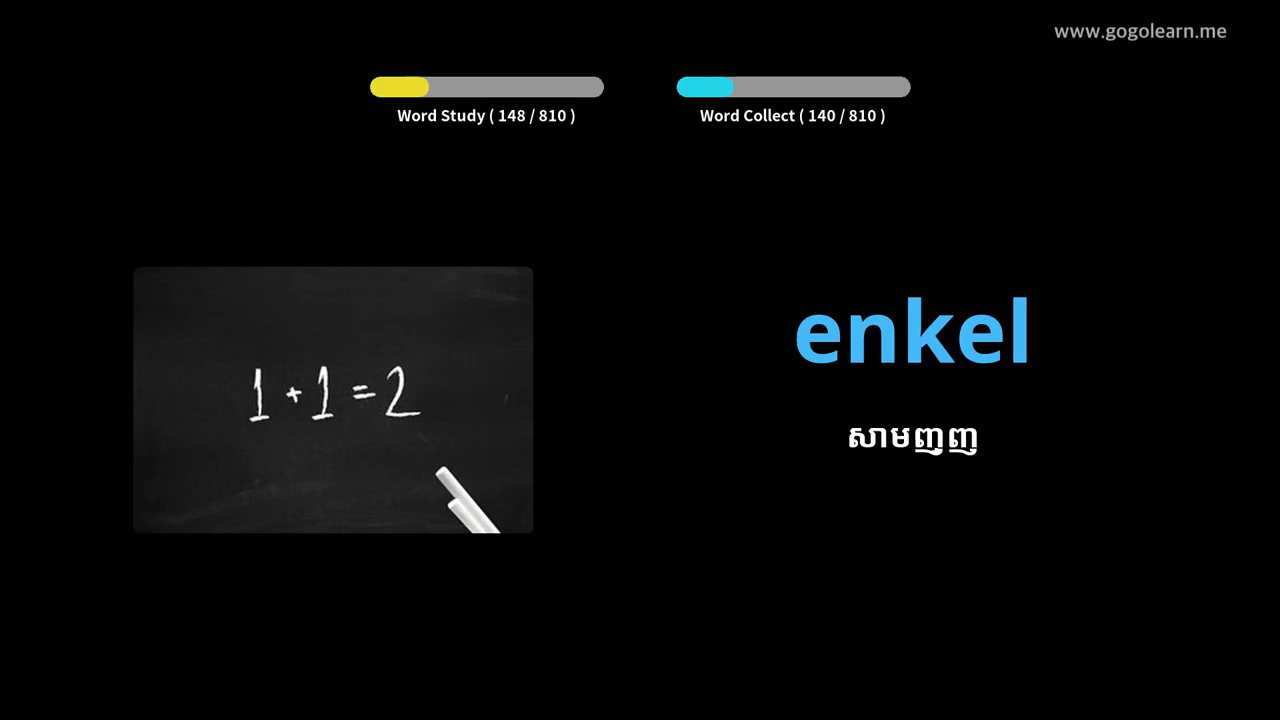 www.gogolearn.me
Word Study ( 148 / 810 )
Word Collect ( 140 / 810 )
1 + 1 = 2
enkel
សាមញ្ញ